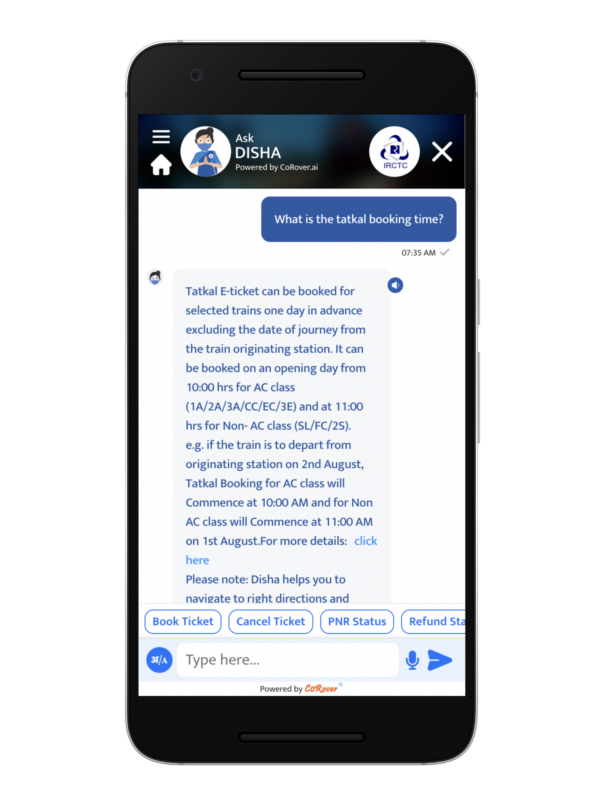 Ask
DISHA
Powered by CoRover.ai
IRCTC
What is the tatkal booking time?
07:35 AM
Tatkal E-ticket can be booked for
selected trains one day in advance
excluding the date of journey from
the train originating station. It can
be booked on an opening day from
10:00 hrs for AC class
(1A/2A/3A/CC/EC/3E) and at 11:00
hrs for Non- AC class (SL/FC/2S).
e.g. if the train is to depart from
originating station on 2nd August,
Tatkal Booking for AC class will
Commence at 10:00 AM and for Non
AC class will Commence at 11:00 AM
on 1st August.For more details: click
here
Please note: Disha helps you to
navigate to right directions and
Book Ticket Cancel Ticket PNR Status Refund Sta
अ/A Type here...
Powered by CoRover